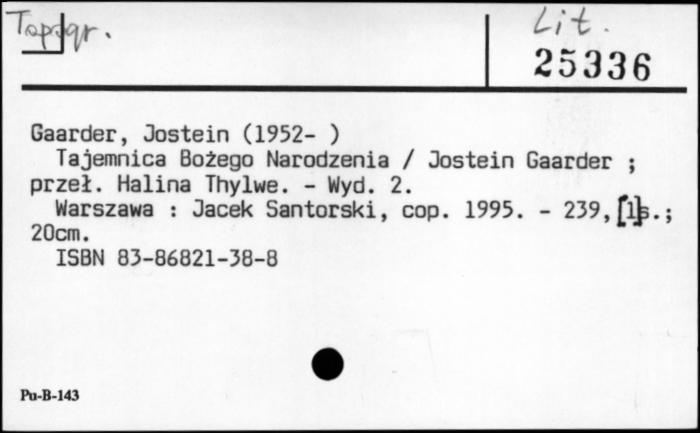 Topogr.
Lit.
25336
Gaarder, Jostein (1952- )
Tajemnica Bożego Narodzenia / Jostein Gaarder ;
przeł. Halina Thylwe. - Wyd. 2.
Warszawa : Jacek Santorski, cop. 1995. - 239, [1]s.;
20cm.
ISBN 83-86821-38-8
Pu-B-143